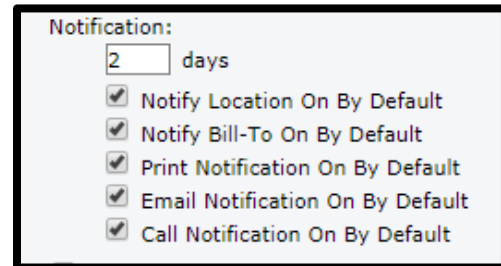 Notification:
2 days
Notify Location On By Default
Notify Bill-To On By Default
Print Notification On By Default
Email Notification On By Default
Call Notification On By Default